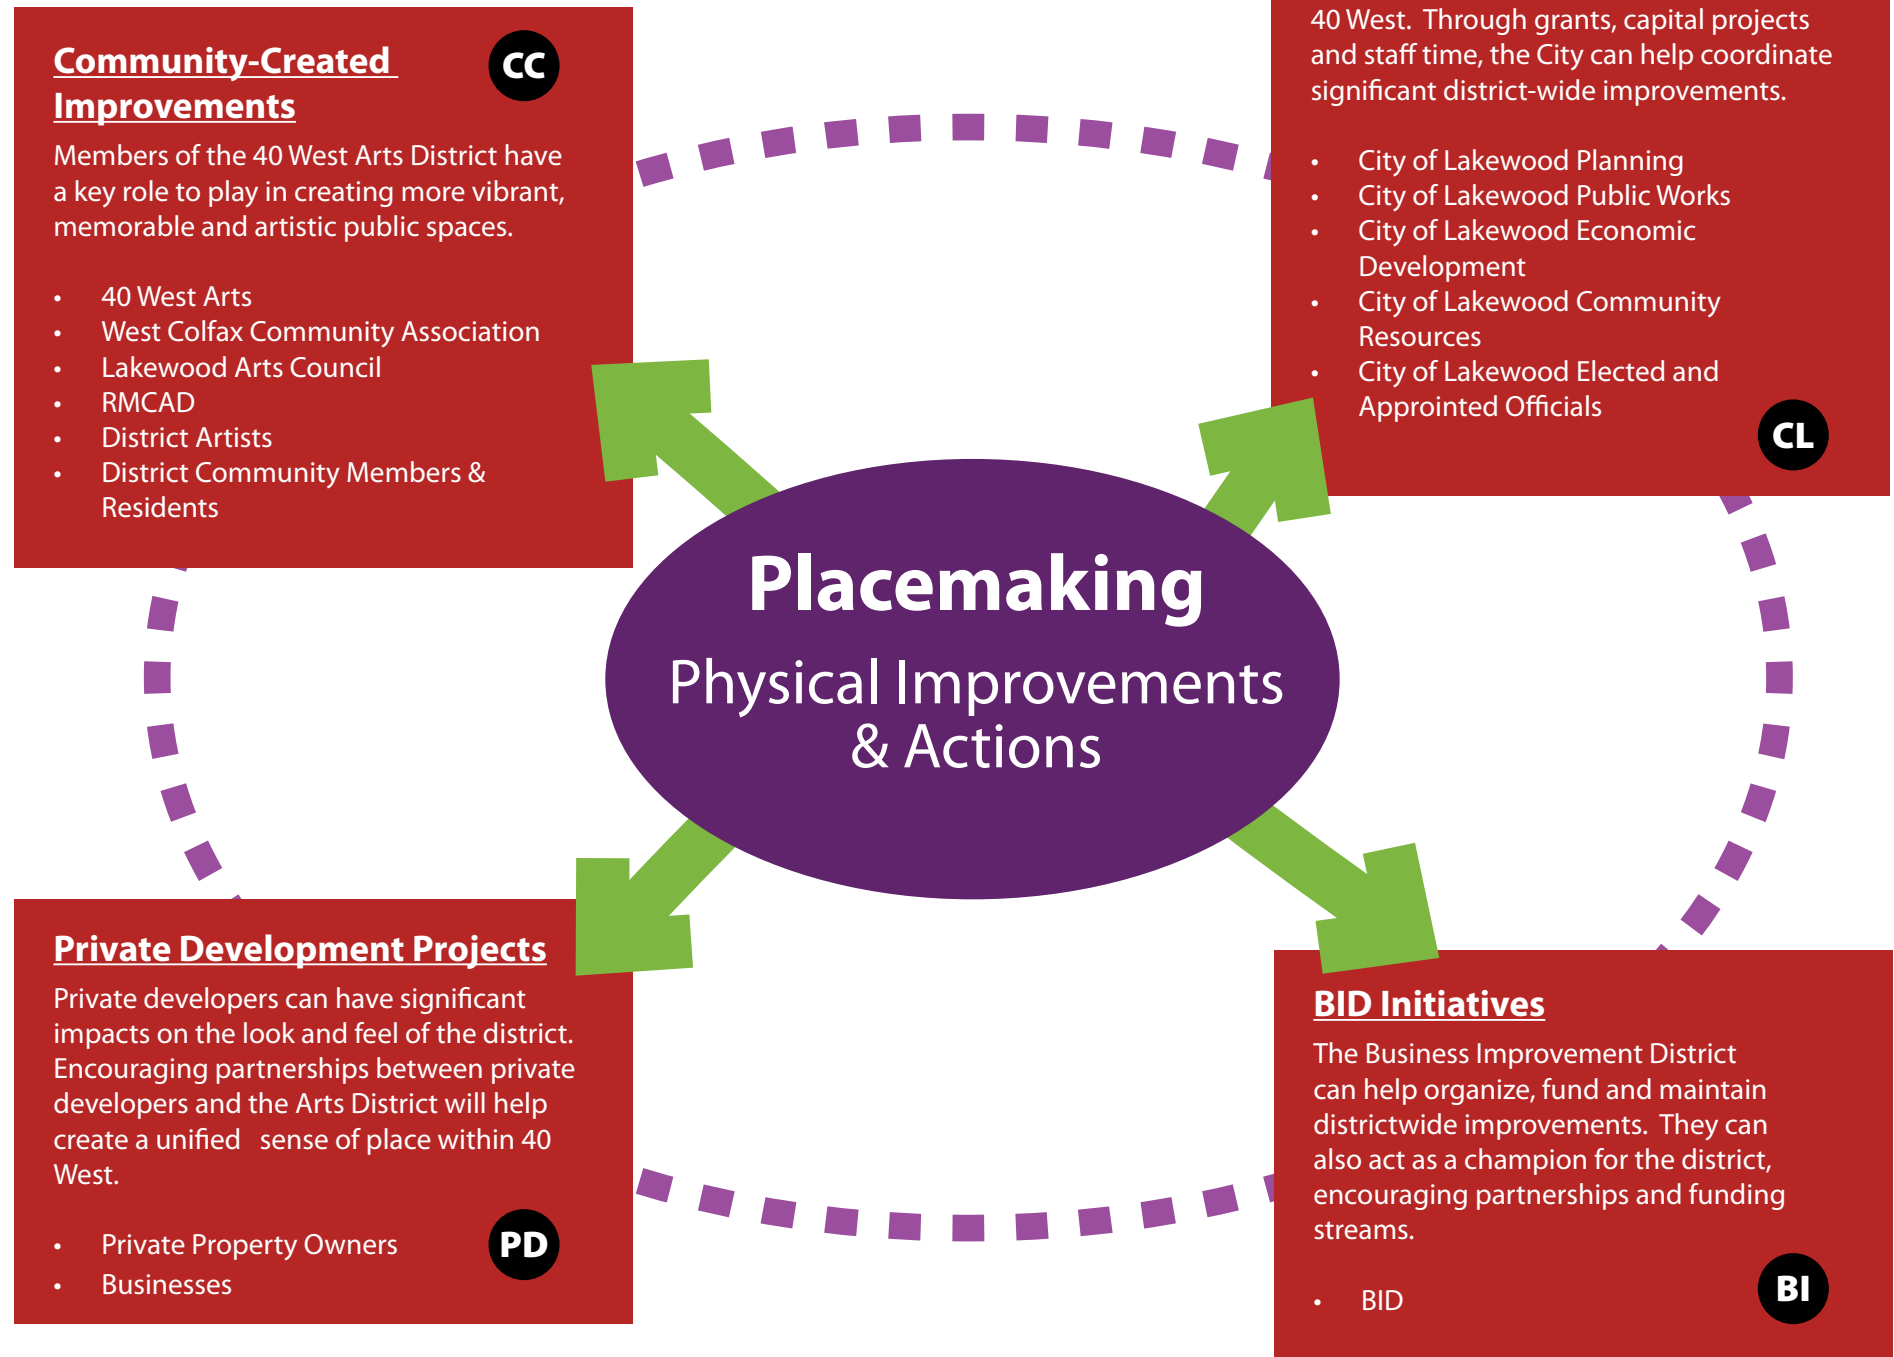 Community-Created
Improvements
CC
Members of the 40 West Arts District have
a key role to play in creating more vibrant,
memorable and artistic public spaces.
• 40 West Arts
• West Colfax Community Association
• Lakewood Arts Council
• RMCAD
• District Artists
• District Community Members &
Residents
40 West.  Through grants, capital projects
and staff time, the City can help coordinate
significant district-wide improvements.
• City of Lakewood Planning
• City of Lakewood Public Works
• City of Lakewood Economic
Development
• City of Lakewood Community
Resources
• City of Lakewood Elected and
Approinted Officials
CL
Placemaking
Physical Improvements
& Actions
Private Development Projects
Private developers can have significant
impacts on the look and feel of the district.
Encouraging partnerships between private
developers and the Arts District will help
create a unified  sense of place within 40
West.
• Private Property Owners
• Businesses
PD
BID Initiatives
The Business Improvement District
can help organize, fund and maintain
districtwide improvements.  They can
also act as a champion for the district,
encouraging partnerships and funding
streams.
• BID
BI